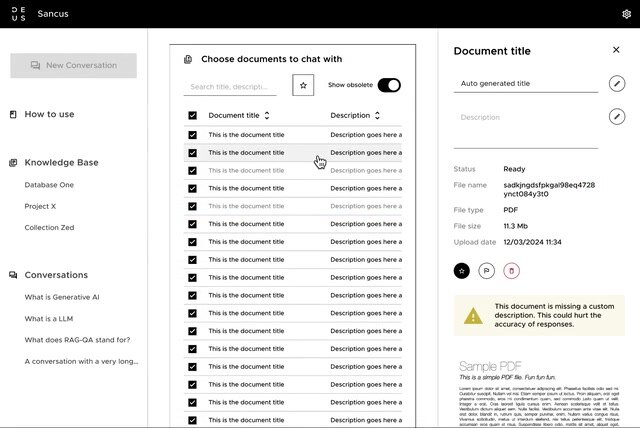 DE
US
Sancus
New Conversation
How to use
Knowledge Base
Database One
Project X
Collection Zed
Conversations
What is Generative AI
What is a LLM
What does RAG-QA stand for?
A conversation with a very long...
Choose documents to chat with
Search title, descripti...
Show obsolete
Document title
Description
This is the document title
Description goes here a
This is the document title
Description goes here a
This is the document title
Description goes here a
This is the document title
Description goes here a
This is the document title
Description goes here a
This is the document title
Description goes here a
This is the document title
Description goes here a
This is the document title
Description goes here a
This is the document title
Description goes here a
This is the document title
Description goes here a
This is the document title
Description goes here a
This is the document title
Description goes here a
This is the document title
Description goes here a
This is the document title
Description goes here a
This is the document title
Description goes here a
This is the document title
Description goes here a
This is the document title
Description goes here a
Document title
Auto generated title
Description
Status
Ready
File name
sadkjngdsfpkgal98eq4728
ynct084y3t0
File type
PDF
File size
11.3 Mb
Upload date
12/03/2024 11:34
This document is missing a custom
description. This could hurt the
accuracy of responses.
Sample PDF
This is a simple PDF file. Fun fun fun.